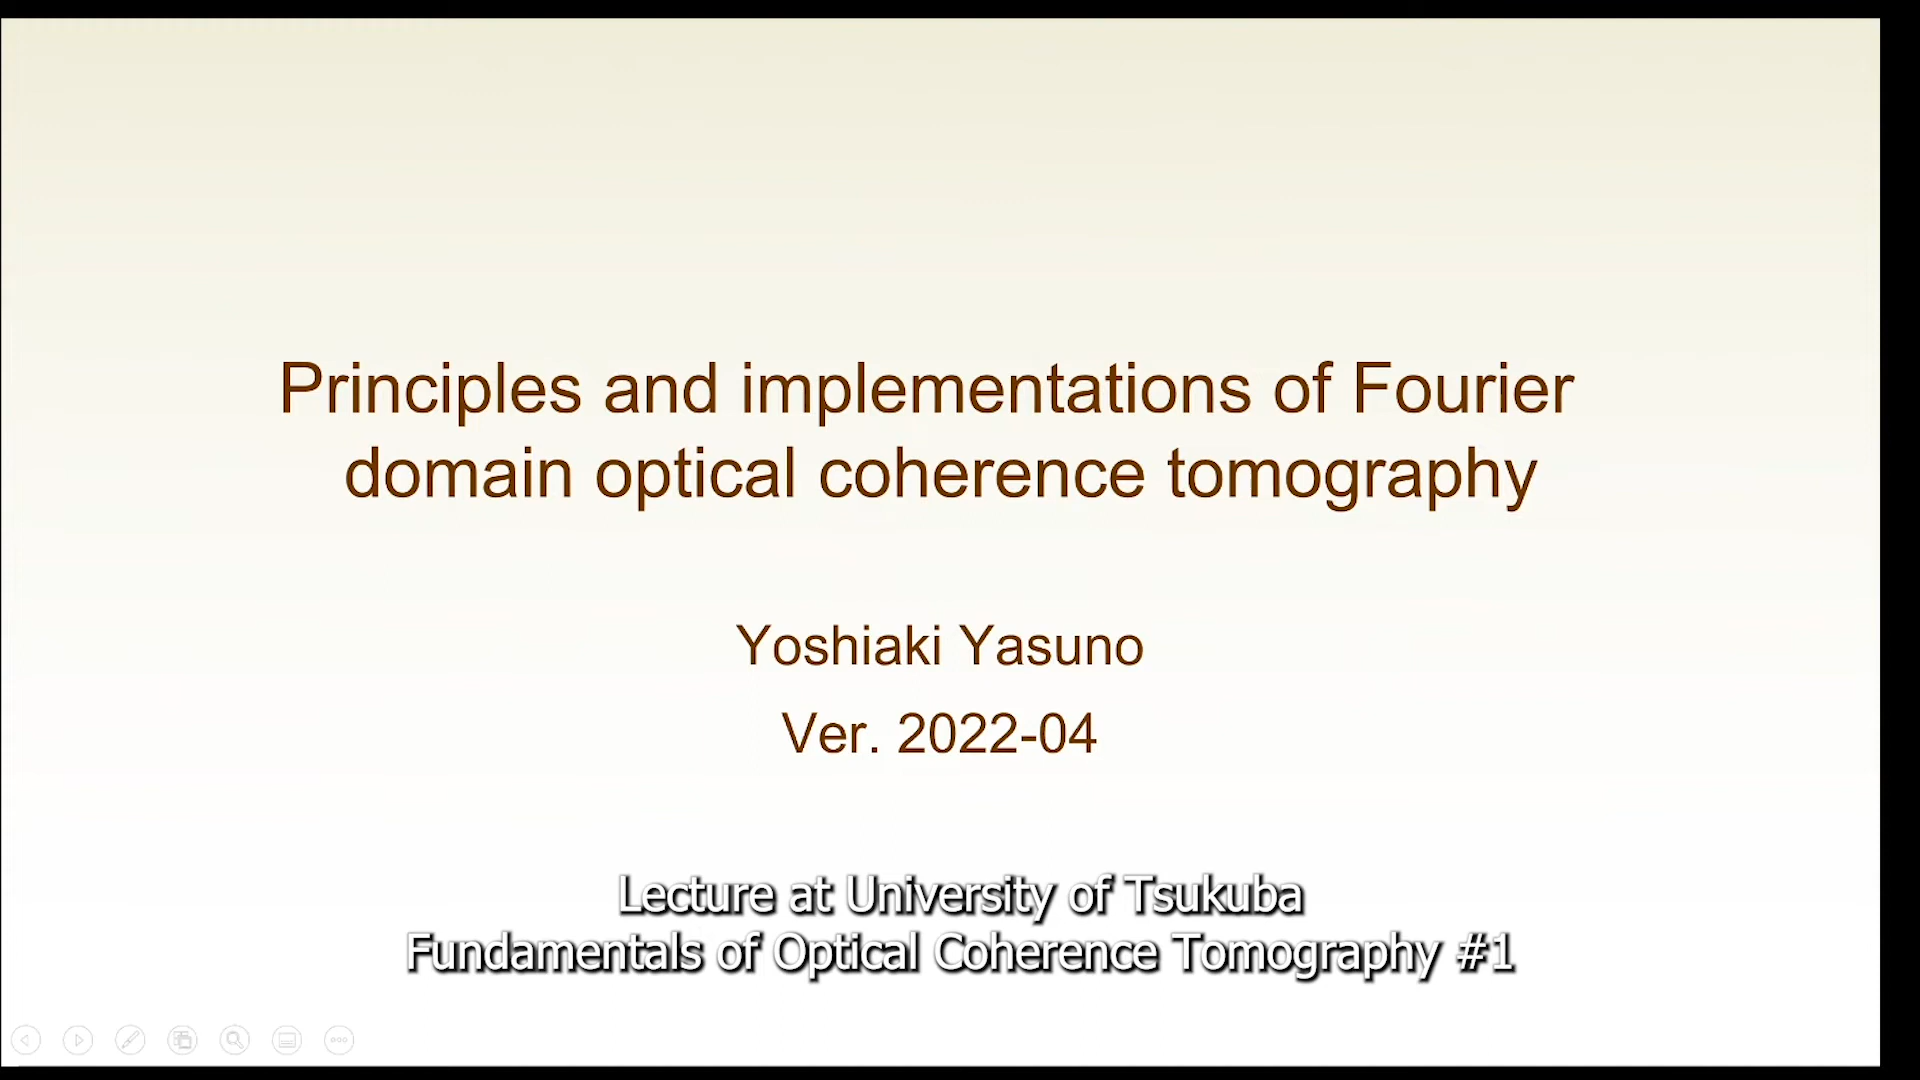 Principles and implementations of Fourier
domain optical coherence tomography
Yoshiaki Yasuno
Ver. 2022-04
Lecture at University of Tsukuba
Fundamentals of Optical Coherence Tomography #1